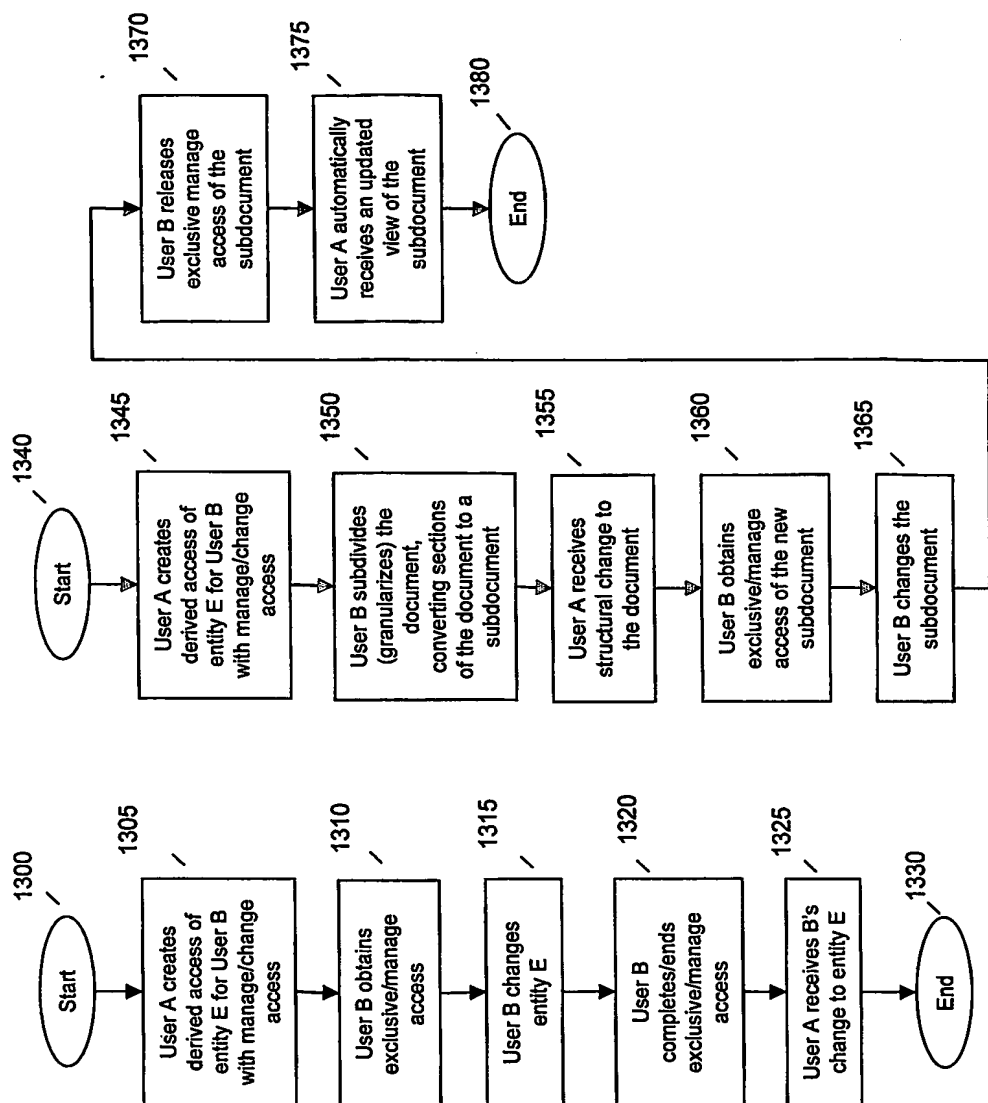 1300
Start
1305
User A creates
derived access of
entity E for User B
with manage/change
access
1310
User B obtains
exclusive/manage
access
1315
User B changes
entity E
1320
User B
completes/ends
exclusive/manage
access
1325
User A receives B's
change to entity E
1330
End
1340
Start
1345
User A creates
derived access of
entity E for User B
with manage/change
access
1350
User B subdivides
(granularizes) the
document,
converting sections
of the document to a
subdocument
1355
User A receives
structural change to
the document
1360
User B obtains
exclusive/manage
access of the new
subdocument
1365
User B changes the
subdocument
1370
User B releases
exclusive manage
access of the
subdocument
1375
User A automatically
receives an updated
view of the
subdocument
1380
End